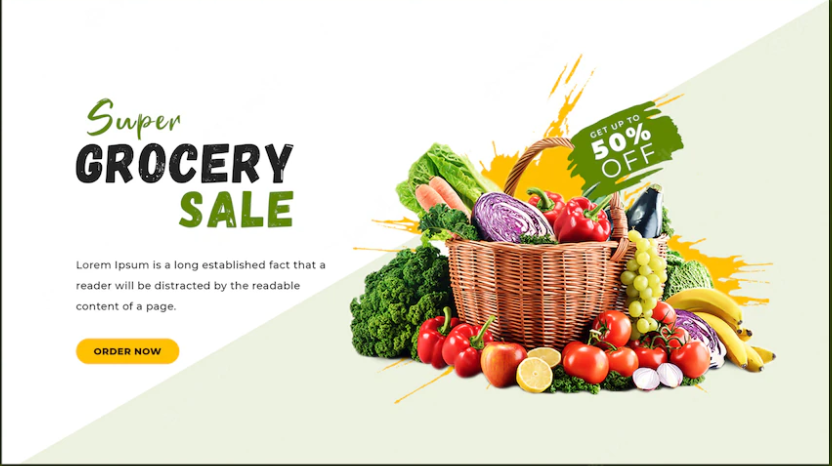 Super
GROCERY
SALE
Lorem Ipsum is a long established fact that a
reader will be distracted by the readable
content of a page.
ORDER NOW
GET UP TO
50%
OFF